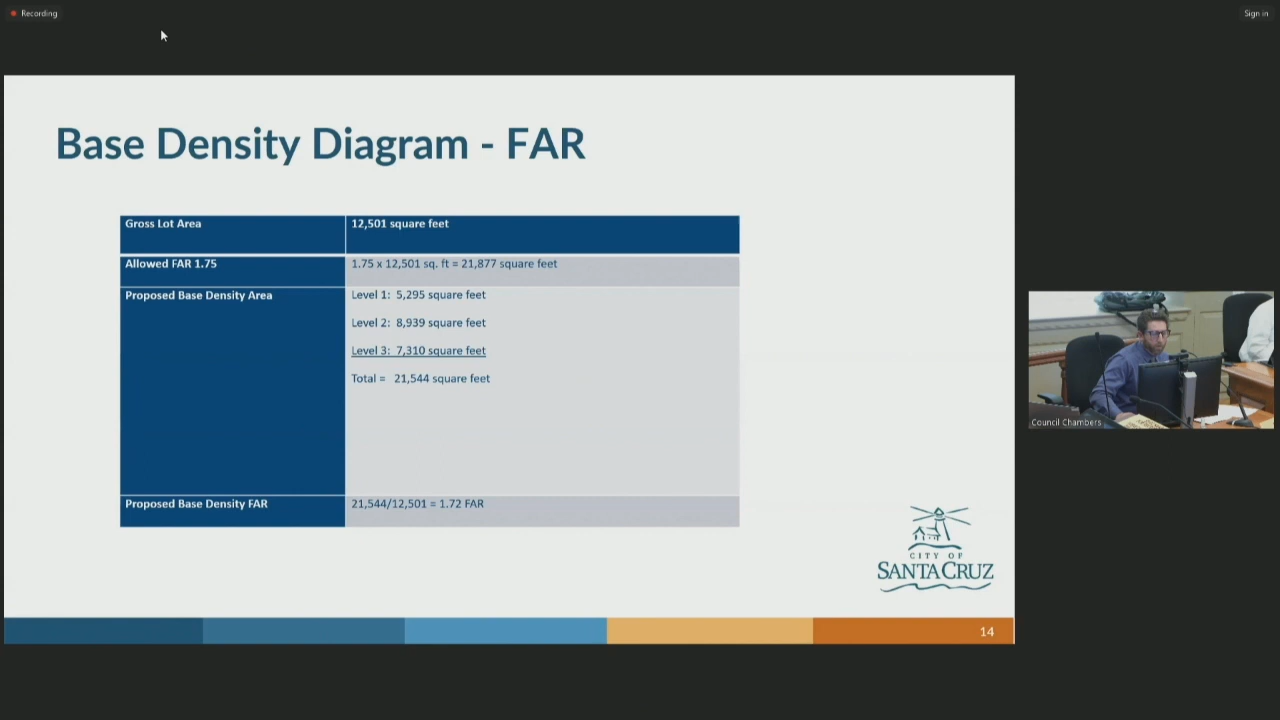 Recording
Sign in
Base Density Diagram - FAR
Gross Lot Area
12,501 square feet
Allowed FAR 1.75
1.75 x 12,501 sq. ft = 21,877 square feet
Proposed Base Density Area
Level 1: 5,295 square feet
Level 2: 8,939 square feet
Level 3: 7,310 square feet
Total = 21,544 square feet
Proposed Base Density FAR
21,544/12,501 = 1.72 FAR
CITY OF
SANTA CRUZ
14
Council Chambers